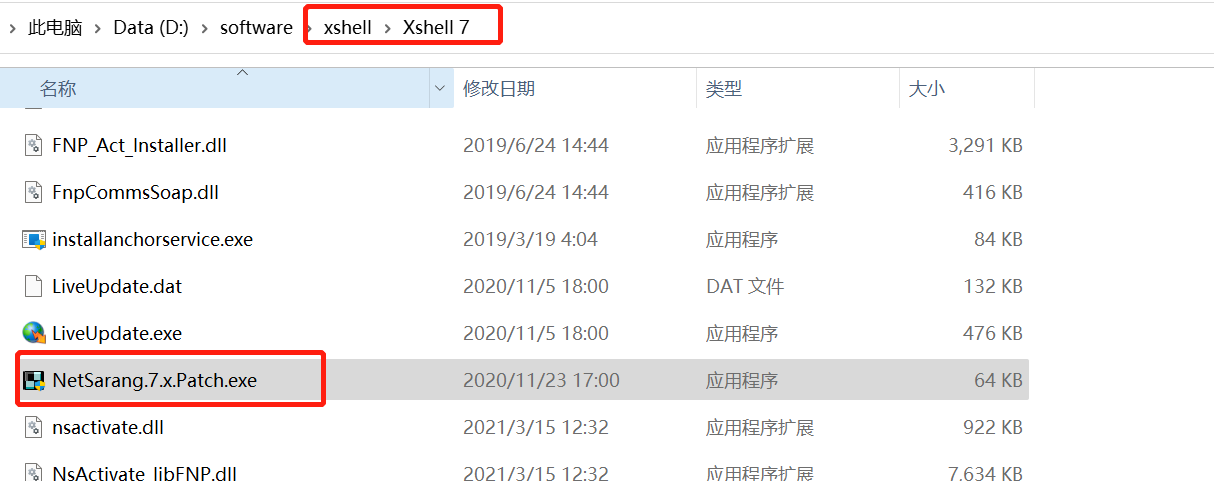 此电脑 Data (D:) software xshell Xshell 7
名称 修改日期 类型 大小
FNP_Act_Installer.dll 2019/6/24 14:44 应用程序扩展 3,291 KB
FnpCommsSoap.dll 2019/6/24 14:44 应用程序扩展 416 KB
installanchorservice.exe 2019/3/19 4:04 应用程序 84 KB
LiveUpdate.dat 2020/11/5 18:00 DAT 文件 132 KB
LiveUpdate.exe 2020/11/5 18:00 应用程序 476 KB
NetSarang.7.x.Patch.exe 2020/11/23 17:00 应用程序 64 KB
nsactivate.dll 2021/3/15 12:32 应用程序扩展 922 KB
NsActivate_libFNP.dll 2021/3/15 12:32 应用程序扩展 7,634 KB